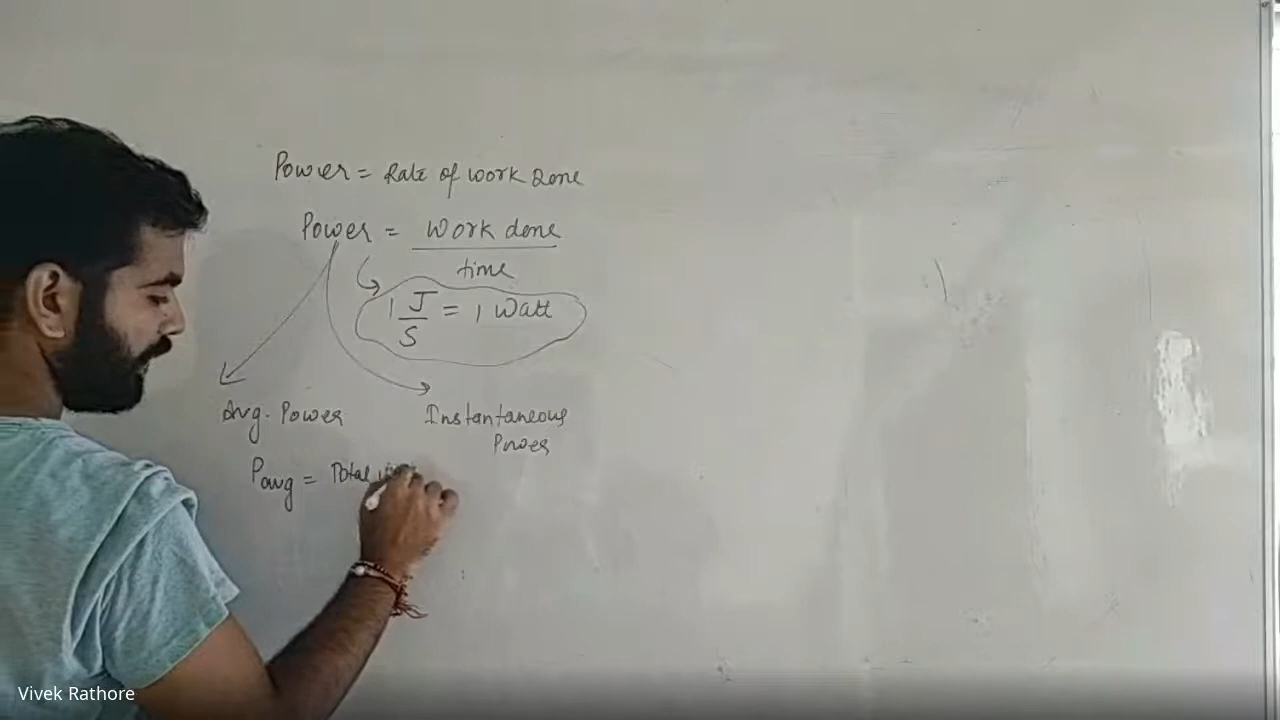 Power = Rate of work done
Power = Work done
time
1 J/S = 1 Watt
Avg. Power
Instantaneous
Power
Pavg = Total
Vivek Rathore